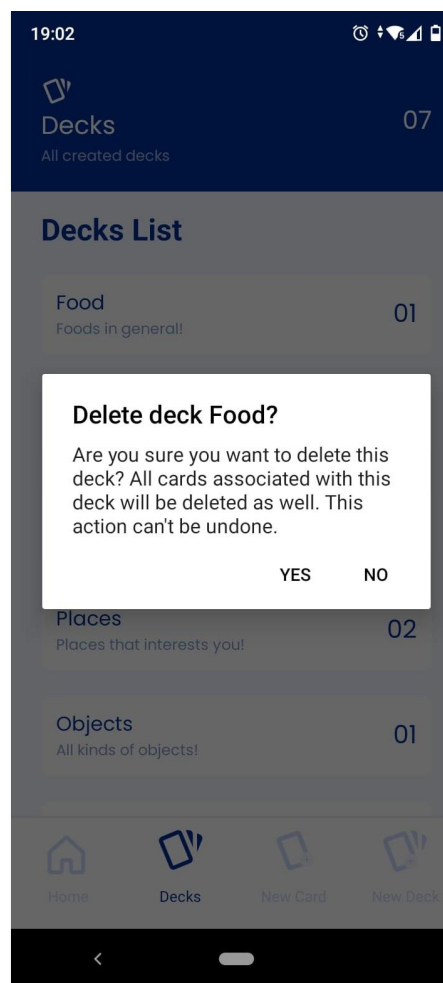 19:02
Decks
07
All created decks
Decks List
Food
01
Foods in general!
Delete deck Food?
Are you sure you want to delete this
deck? All cards associated with this
deck will be deleted as well. This
action can't be undone.
YES NO
Places
02
Places that interests you!
Objects
01
All kinds of objects!
Home Decks New Card New Deck